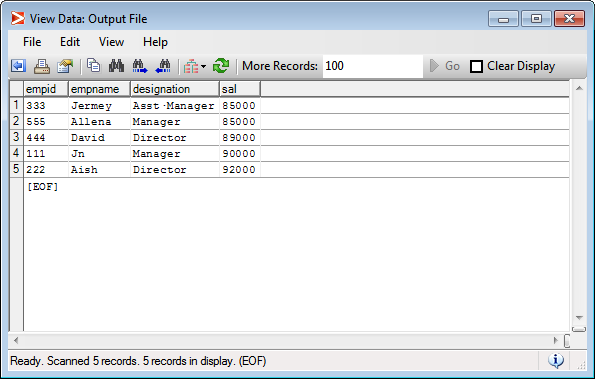 View Data: Output File
File Edit View Help
More Records: 100 Go Clear Display
empid empname designation sal
1 333 Jermey Asst·Manager 85000
2 555 Allena Manager 85000
3 444 David Director 89000
4 111 Jn Manager 90000
5 222 Aish Director 92000
[EOF]
Ready. Scanned 5 records. 5 records in display. (EOF)